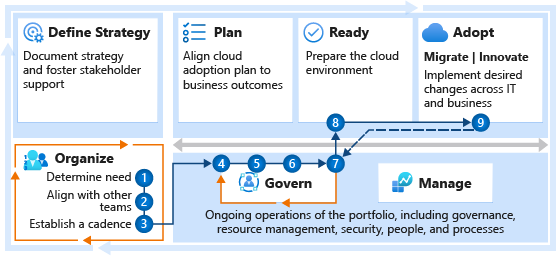 Define Strategy
Document strategy
and foster stakeholder
support
Plan
Align cloud
adoption plan to
business outcomes
Ready
Prepare the cloud
environment
Adopt
Migrate | Innovate
Implement desired
changes across IT
and business
8
9
Organize
Determine need 1
Align with other
teams
2
Establish a cadence 3
4 5 6 7
Govern
Manage
Ongoing operations of the portfolio, including governance,
resource management, security, people, and processes